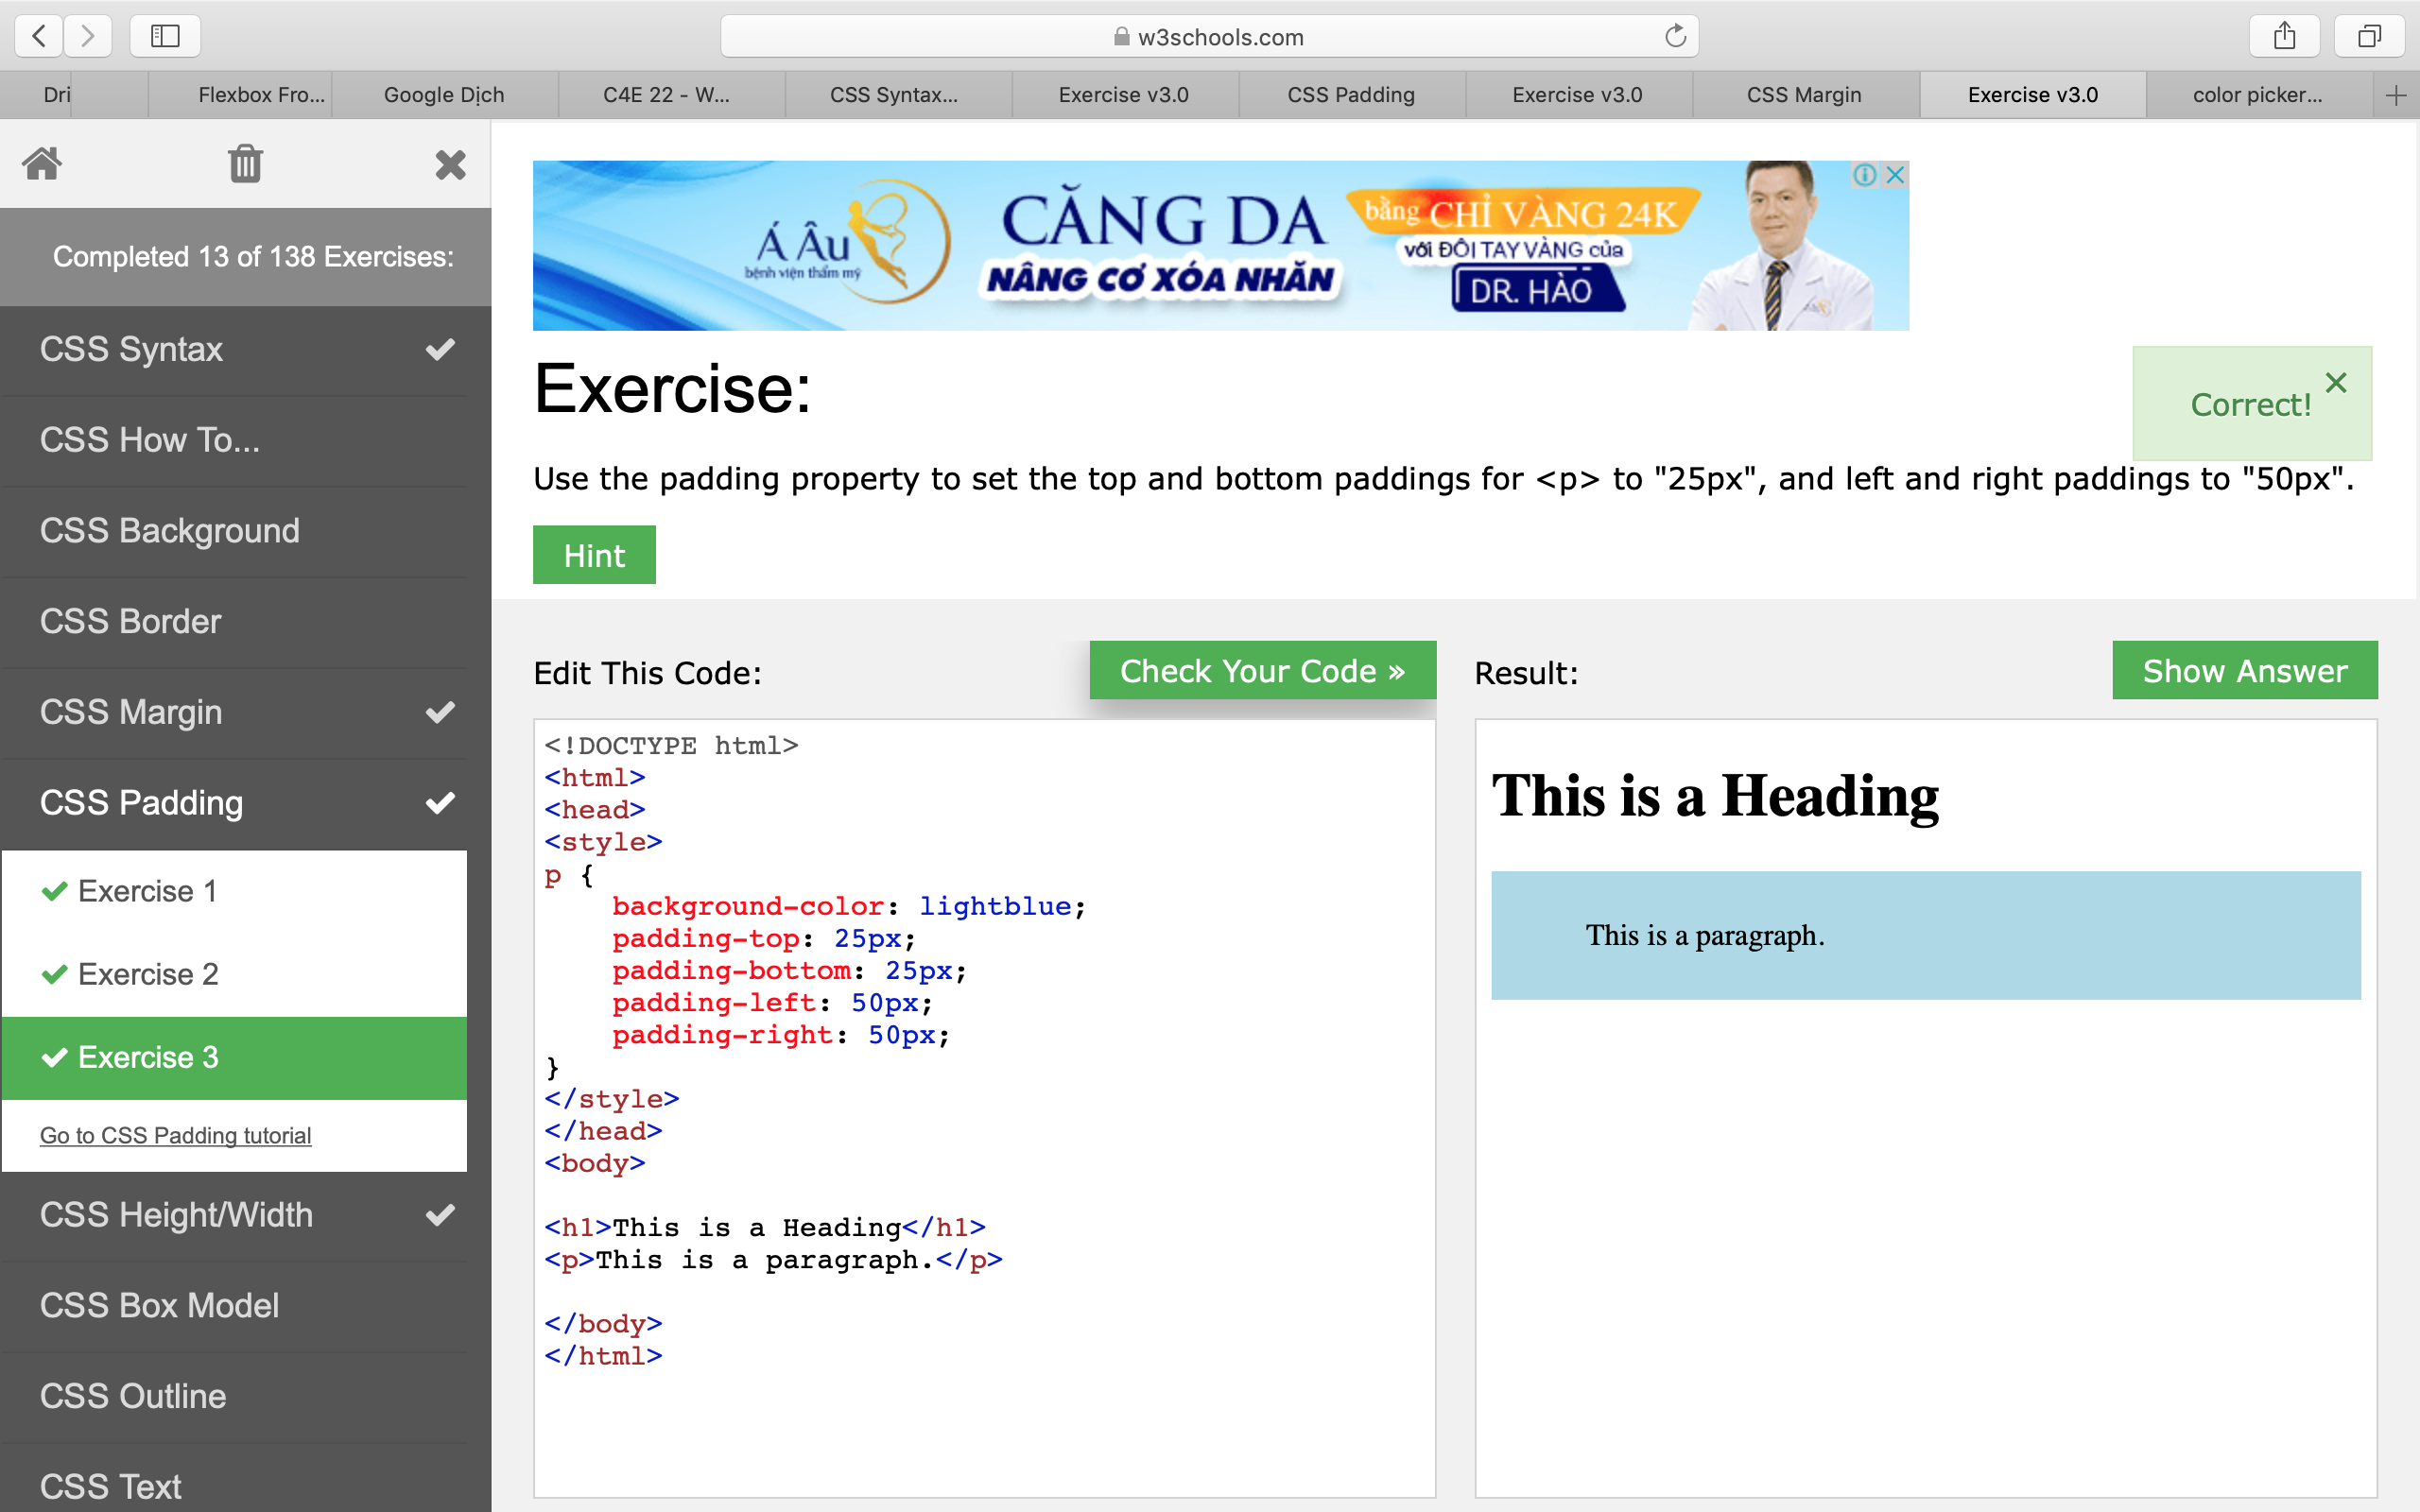 w3schools.com
Dri
Flexbox Fro...
Google Dịch
C4E 22 - W...
CSS Syntax...
Exercise v3.0
CSS Padding
Exercise v3.0
CSS Margin
Exercise v3.0
color picker...
Completed 13 of 138 Exercises:
CSS Syntax
CSS How To...
CSS Background
CSS Border
CSS Margin
CSS Padding
Exercise 1
Exercise 2
Exercise 3
Go to CSS Padding tutorial
CSS Height/Width
CSS Box Model
CSS Outline
CSS Text
Á Âu
bệnh viện thẩm mỹ
CĂNG DA
NÂNG CƠ XÓA NHĂN
bằng CHỈ VÀNG 24K
với ĐÔI TAY VÀNG của
DR. HÀO
Exercise:
Correct!
Use the padding property to set the top and bottom paddings for <p> to "25px", and left and right paddings to "50px".
Hint
Edit This Code:
Check Your Code »
<!DOCTYPE html>
<html>
<head>
<style>
p {
    background-color: lightblue;
    padding-top: 25px;
    padding-bottom: 25px;
    padding-left: 50px;
    padding-right: 50px;
}
</style>
</head>
<body>
<h1>This is a Heading</h1>
<p>This is a paragraph.</p>
</body>
</html>
Result:
Show Answer
This is a Heading
This is a paragraph.